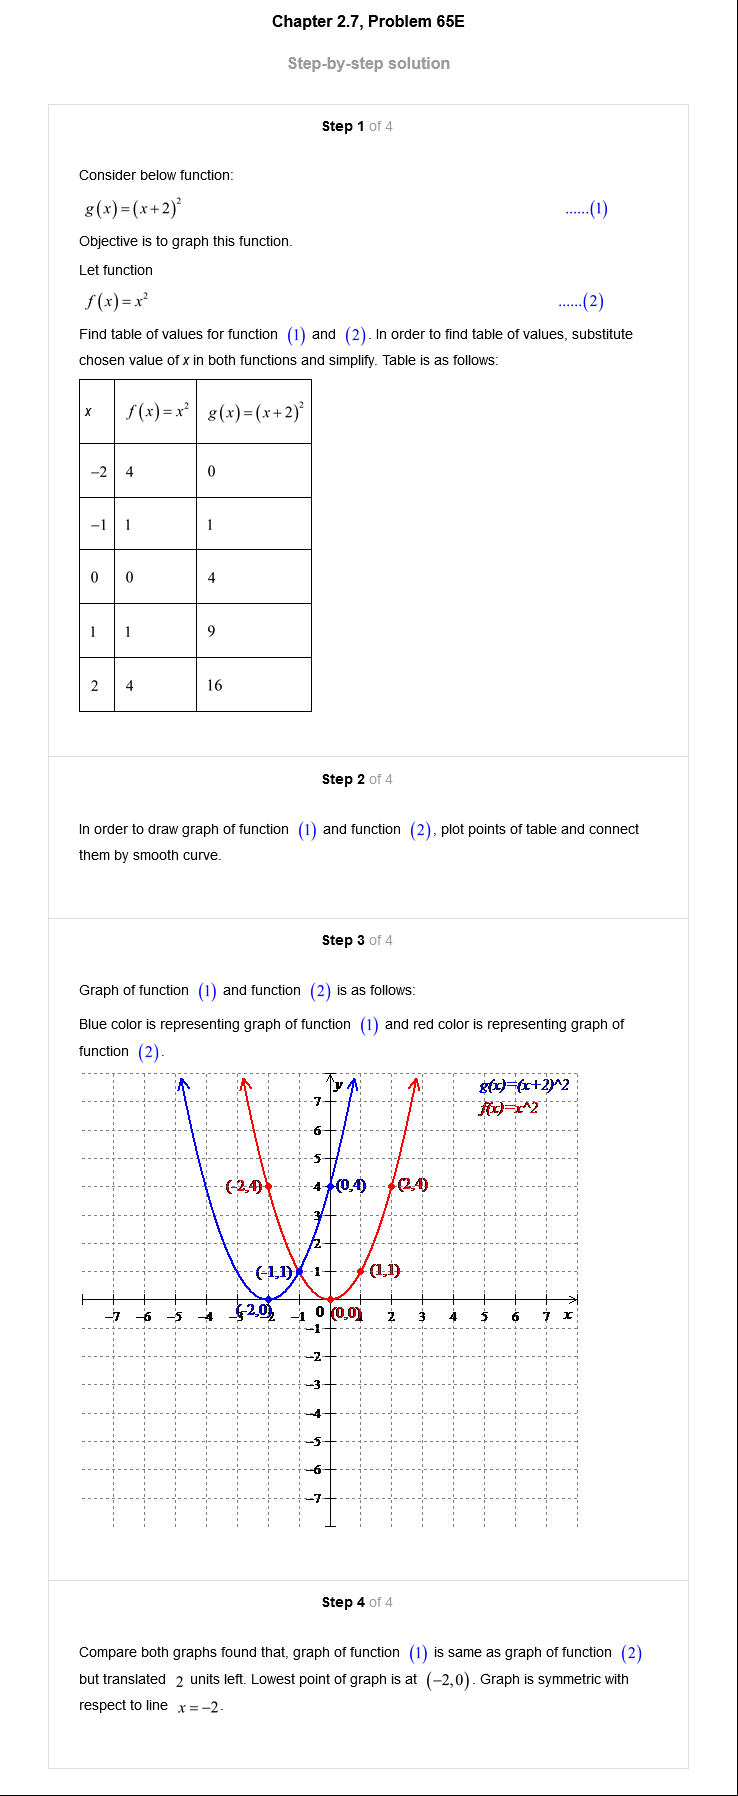 Chapter 2.7, Problem 65E
Step-by-step solution
Step 1 of 4
Consider below function:
g(x)=(x+2)² ......(1)
Objective is to graph this function.
Let function
f(x)=x² ......(2)
Find table of values for function (1) and (2). In order to find table of values, substitute
chosen value of x in both functions and simplify. Table is as follows:
x f(x)=x² g(x)=(x+2)²
−2 4 0
−1 1 1
0 0 4
1 1 9
2 4 16
Step 2 of 4
In order to draw graph of function (1) and function (2), plot points of table and connect
them by smooth curve.
Step 3 of 4
Graph of function (1) and function (2) is as follows:
Blue color is representing graph of function (1) and red color is representing graph of
function (2).
y g(x)=(x+2)^2
7 f(x)=x^2
6
5
(-2,4) 4 (0,4) (2,4)
3
2
(-1,1) 1 (1,1)
(-2,0) (0,0)
−7 −6 −5 −4 −3 −2 −1 0 1 2 3 4 5 6 7 x
−1
−2
−3
−4
−5
−6
−7
Step 4 of 4
Compare both graphs found that, graph of function (1) is same as graph of function (2)
but translated 2 units left. Lowest point of graph is at (−2,0). Graph is symmetric with
respect to line x=−2.